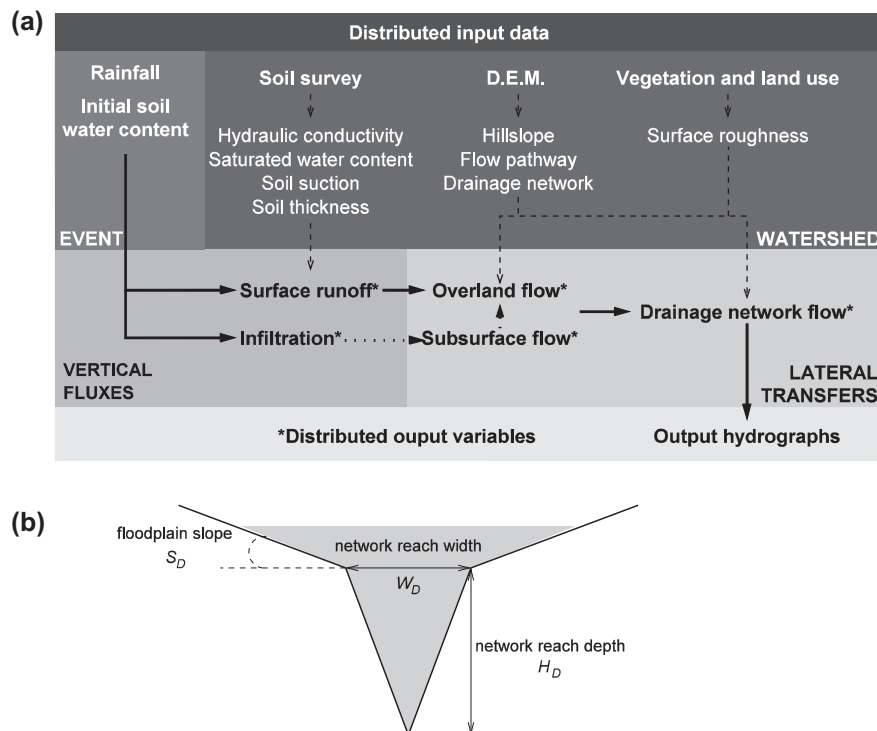 (a)
Distributed input data
Rainfall
Initial soil
water content
EVENT
Soil survey
Hydraulic conductivity
Saturated water content
Soil suction
Soil thickness
D.E.M.
Hillslope
Flow pathway
Drainage network
Vegetation and land use
Surface roughness
WATERSHED
Surface runoff*
Overland flow*
Infiltration*
Subsurface flow*
Drainage network flow*
VERTICAL
FLUXES
LATERAL
TRANSFERS
*Distributed ouput variables
Output hydrographs
(b)
floodplain slope
S_D
network reach width
W_D
network reach depth
H_D